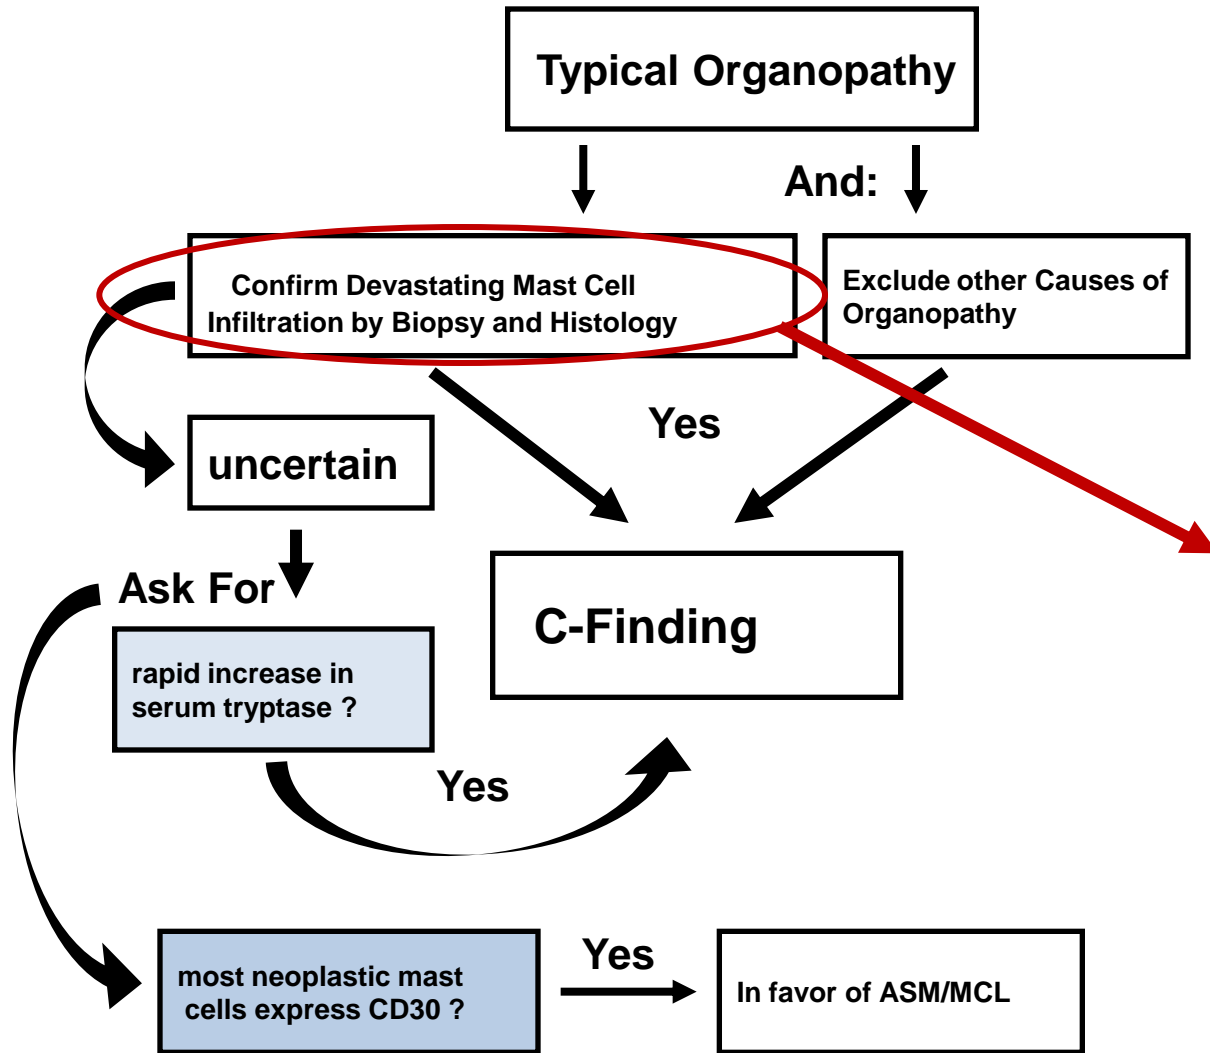 Typical Organopathy
And:
Confirm Devastating Mast Cell
Infiltration by Biopsy and Histology
Exclude other Causes of
Organopathy
Yes
uncertain
Ask For
C-Finding
rapid increase in
serum tryptase ?
Yes
most neoplastic mast
cells express CD30 ?
Yes
In favor of ASM/MCL